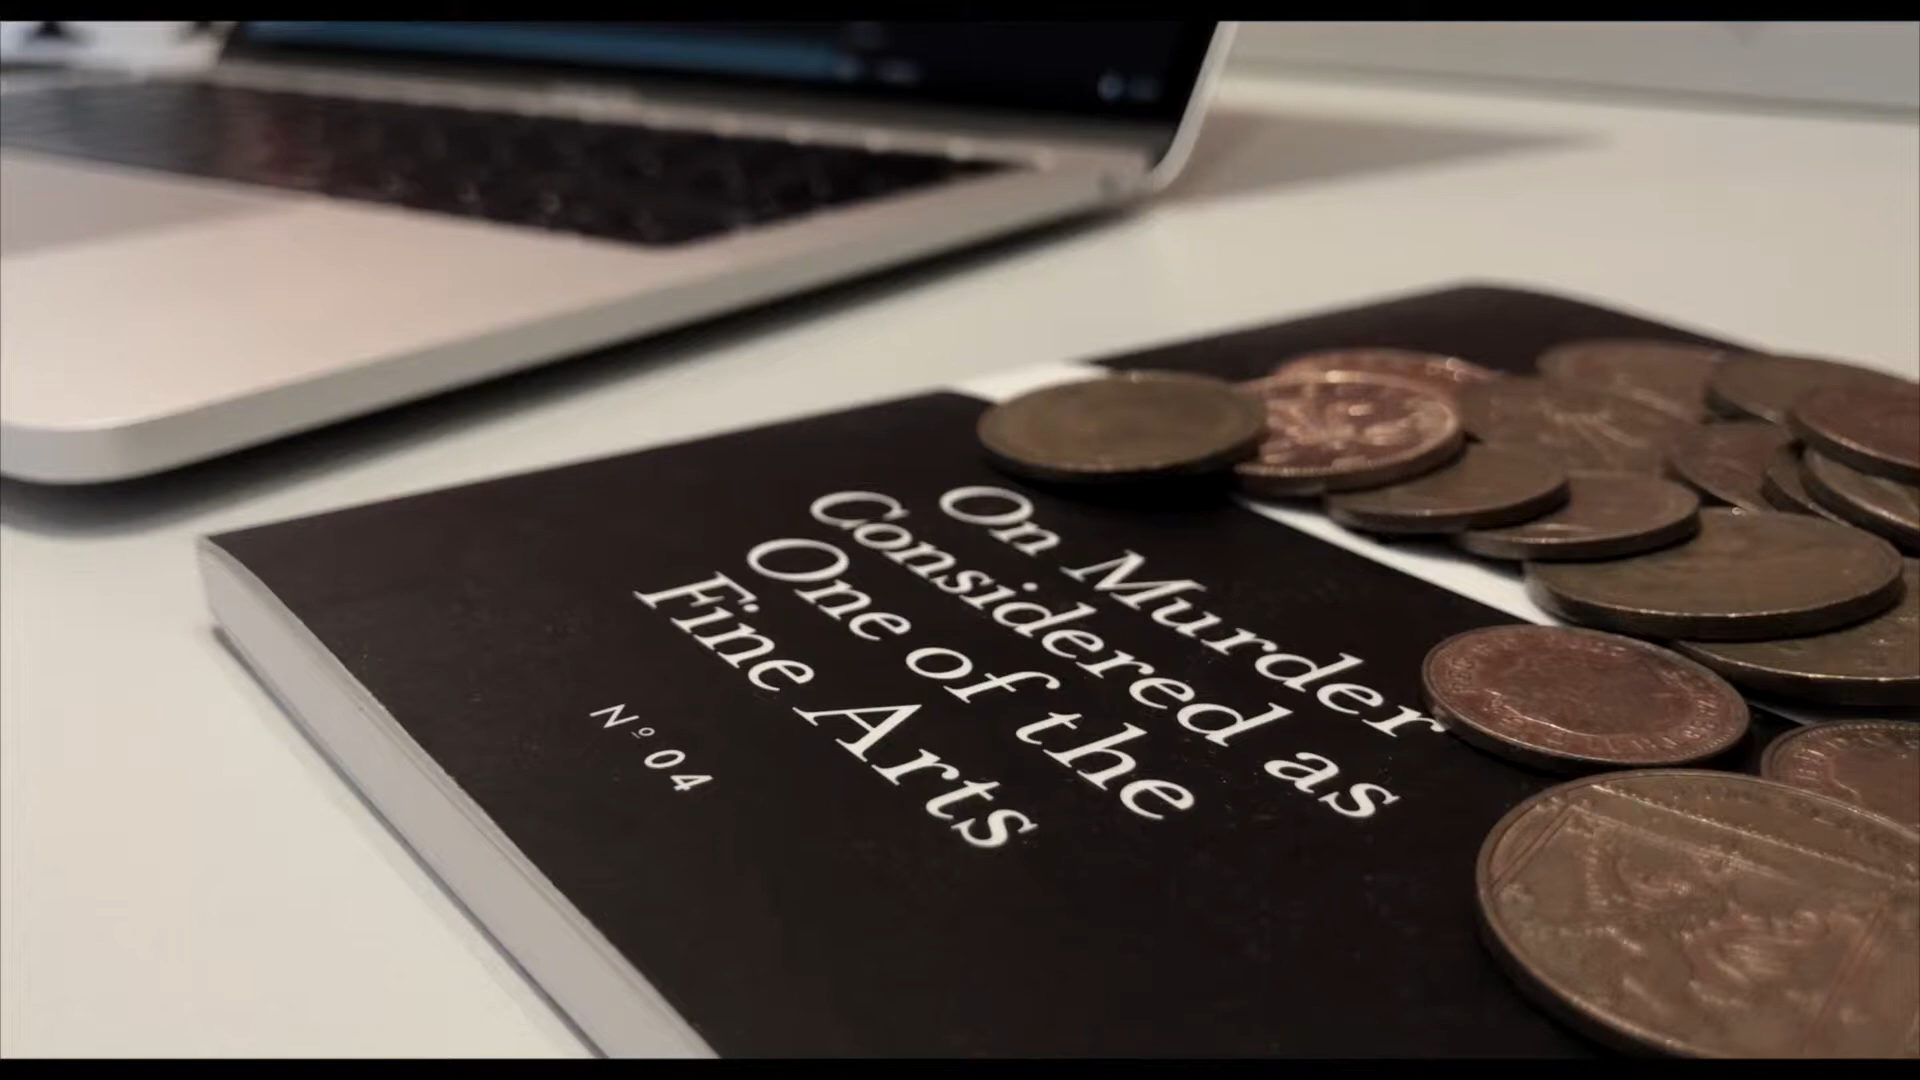 On Murder
Considered as
One of the
Fine Arts
Nº 04